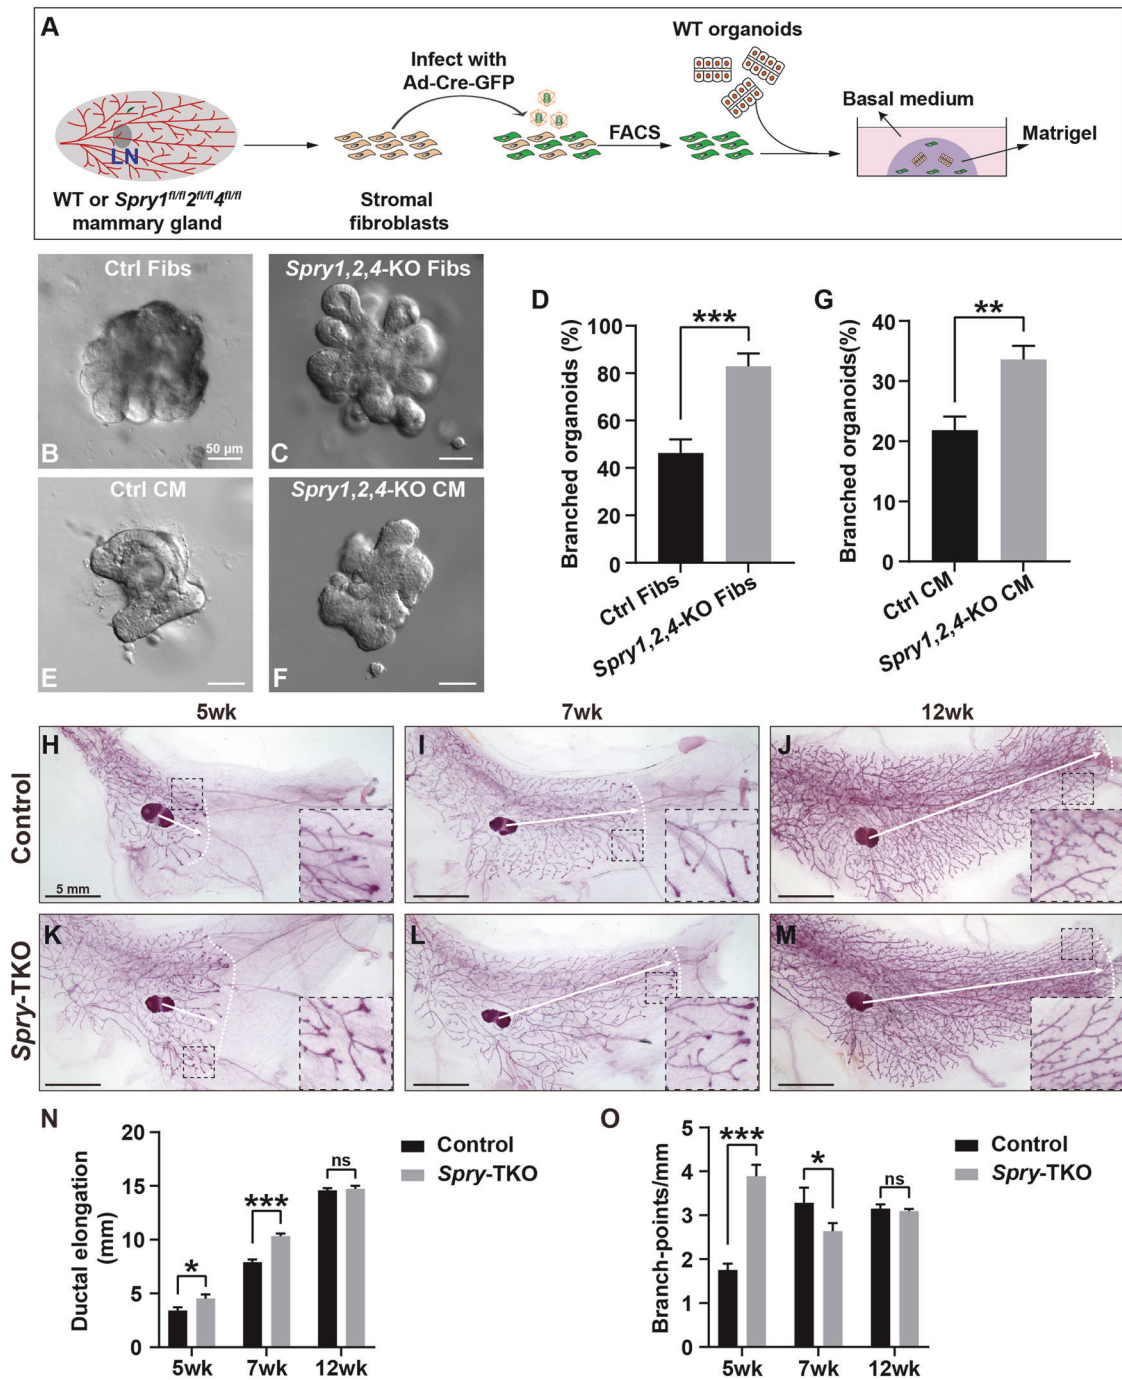 A
WT organoids
Infect with
Ad-Cre-GFP
Basal medium
FACS
Matrigel
LN
WT or Spry1fl/fl2fl/fl4fl/fl
mammary gland
Stromal
fibroblasts
Ctrl Fibs
B
50 µm
Spry1,2,4-KO Fibs
C
Ctrl CM
E
Spry1,2,4-KO CM
F
D
Branched organoids (%)
100
80
60
40
20
0
***
Ctrl Fibs
Spry1,2,4-KO Fibs
G
Branched organoids(%)
40
30
20
10
0
**
Ctrl CM
Spry1,2,4-KO CM
5wk
7wk
12wk
Control
H
5 mm
I
J
Spry-TKO
K
L
M
N
Ductal elongation
(mm)
20
15
10
5
0
*
***
ns
5wk
7wk
12wk
Control
Spry-TKO
O
Branch-points/mm
5
4
3
2
1
0
***
*
ns
5wk
7wk
12wk
Control
Spry-TKO